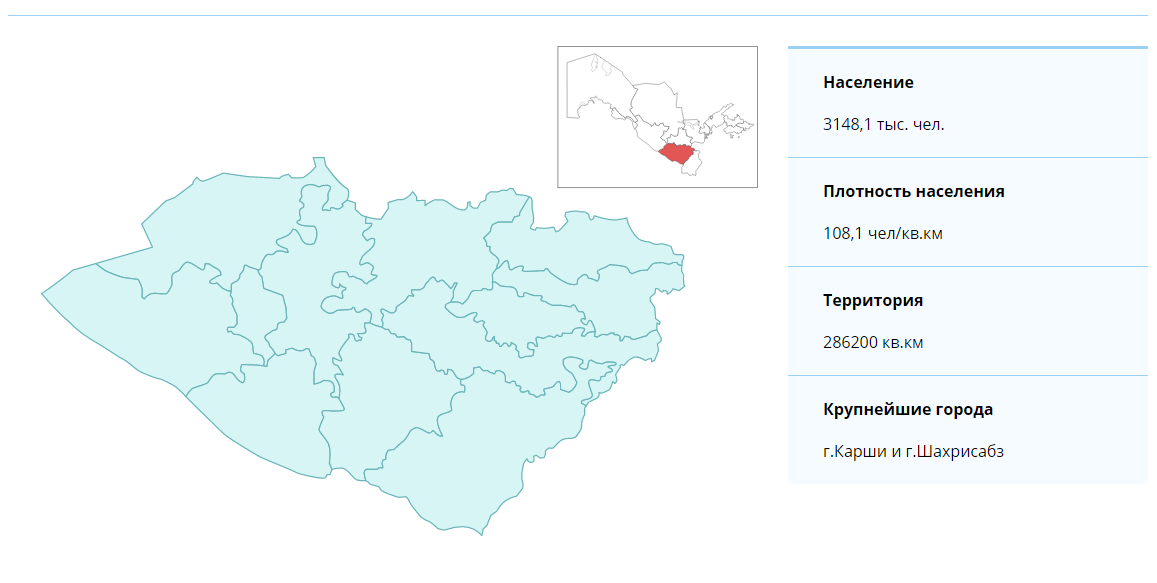 Население
3148,1 тыс. чел.
Плотность населения
108,1 чел/кв.км
Территория
286200 кв.км
Крупнейшие города
г.Карши и г.Шахрисабз